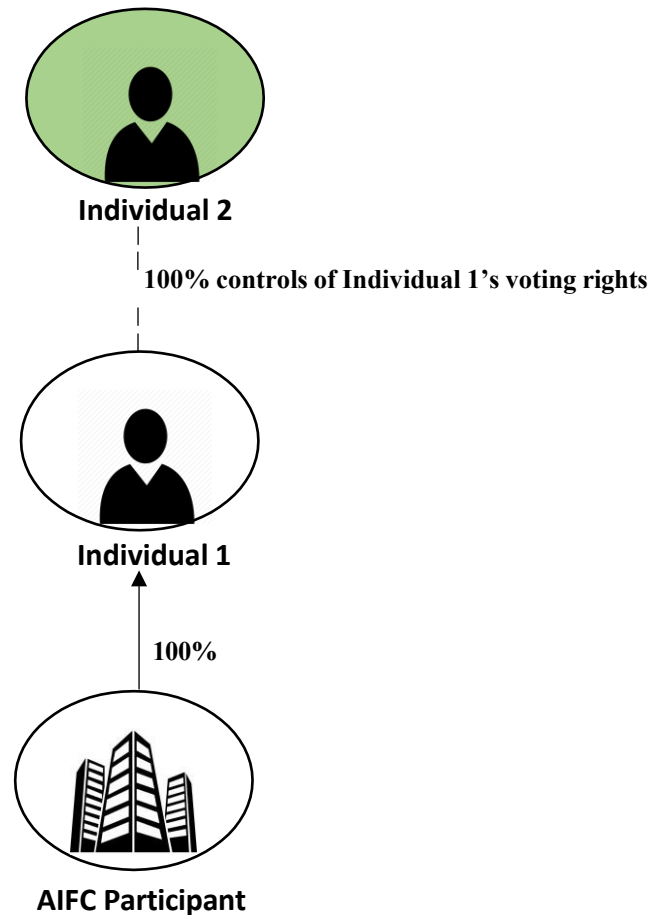 Individual 2
100% controls of Individual 1’s voting rights
Individual 1
100%
AIFC Participant